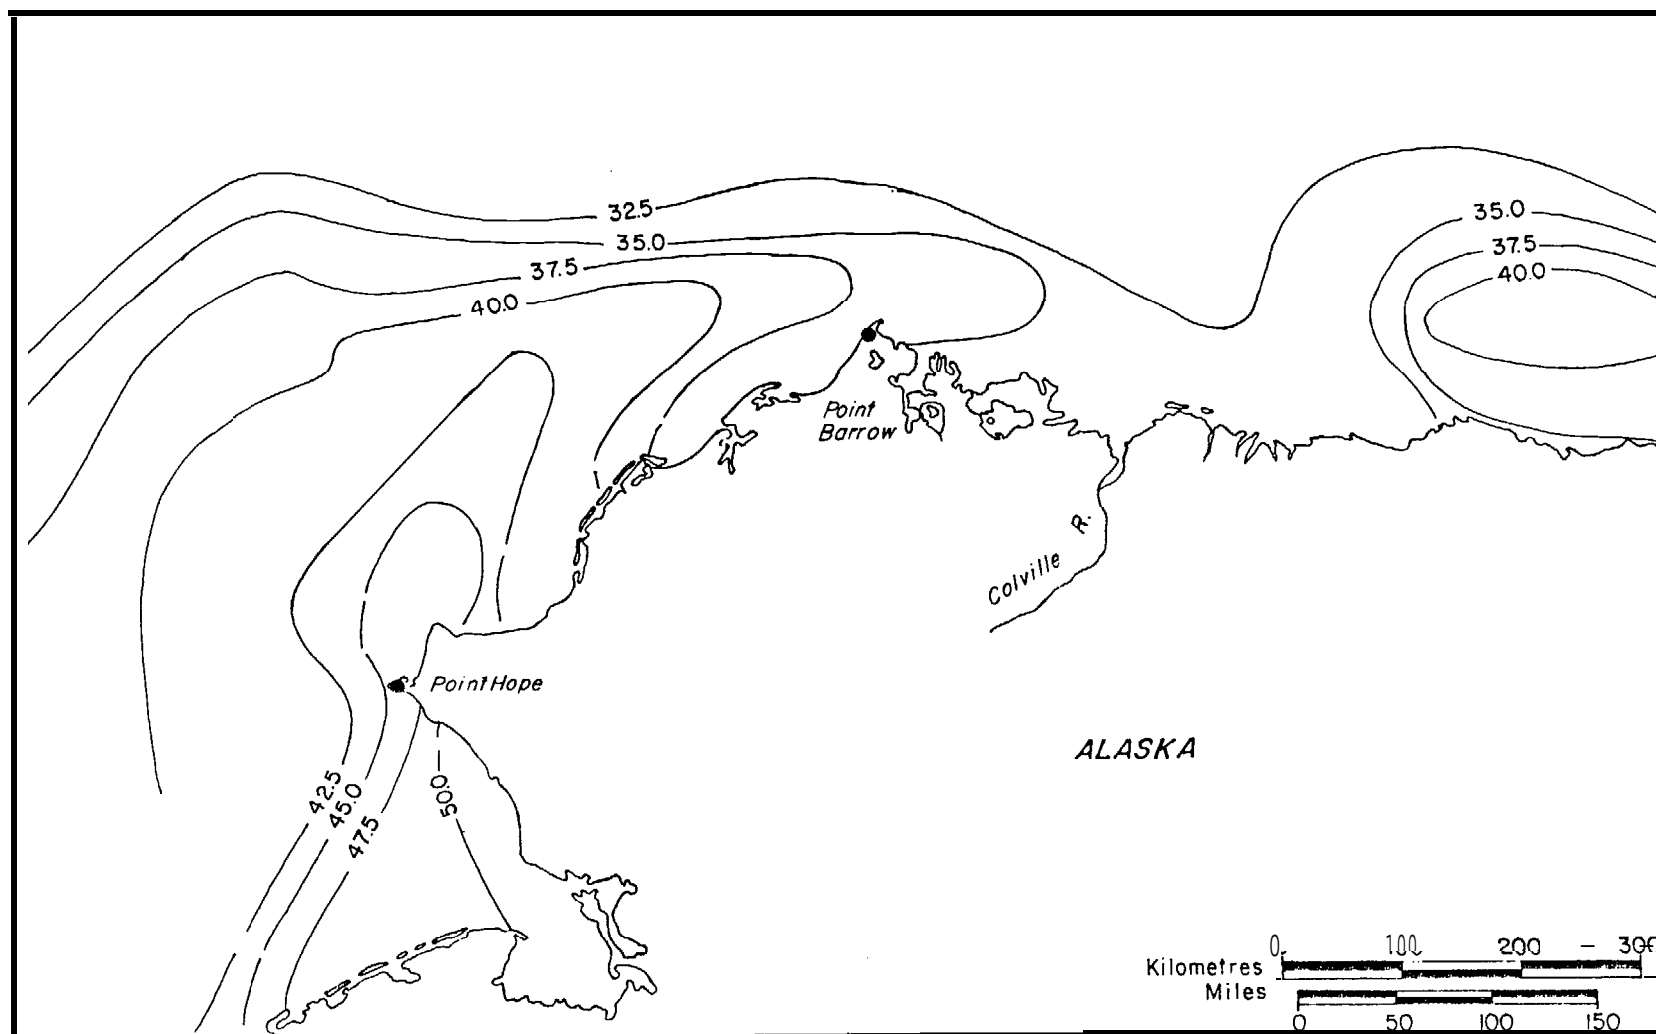 32.5
35.0
37.5
40.0
35.0
37.5
40.0
Point
Barrow
Colville R.
Point Hope
ALASKA
42.5
45.0
47.5
50.0
0 100 200 – 300
Kilometres
Miles
0 50 100 150